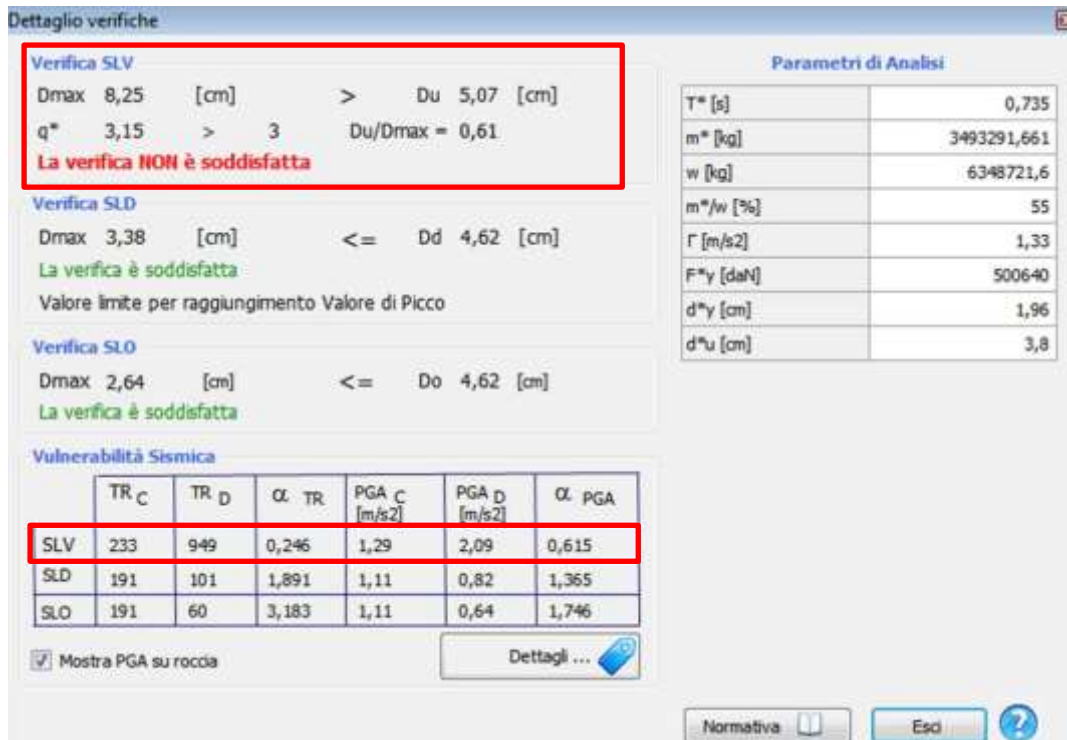 Dettaglio verifiche
Verifica SLV
Dmax 8,25 [cm] > Du 5,07 [cm]
q* 3,15 > 3 Du/Dmax = 0,61
La verifica NON è soddisfatta
Verifica SLD
Dmax 3,38 [cm] <= Dd 4,62 [cm]
La verifica è soddisfatta
Valore limite per raggiungimento Valore di Picco
Verifica SLO
Dmax 2,64 [cm] <= Do 4,62 [cm]
La verifica è soddisfatta
Vulnerabilità Sismica
TR C TR D α TR PGA C [m/s2] PGA D [m/s2] α PGA
SLV 233 949 0,246 1,29 2,09 0,615
SLD 191 101 1,891 1,11 0,82 1,365
SLO 191 60 3,183 1,11 0,64 1,746
Mostra PGA su roccia
Dettagli ...
Parametri di Analisi
T* [s] 0,735
m* [kg] 3493291,661
w [kg] 6348721,6
m*/w [%] 55
Γ [m/s2] 1,33
F*y [daN] 500640
d*y [cm] 1,96
d*u [cm] 3,8
Normativa
Esci
?